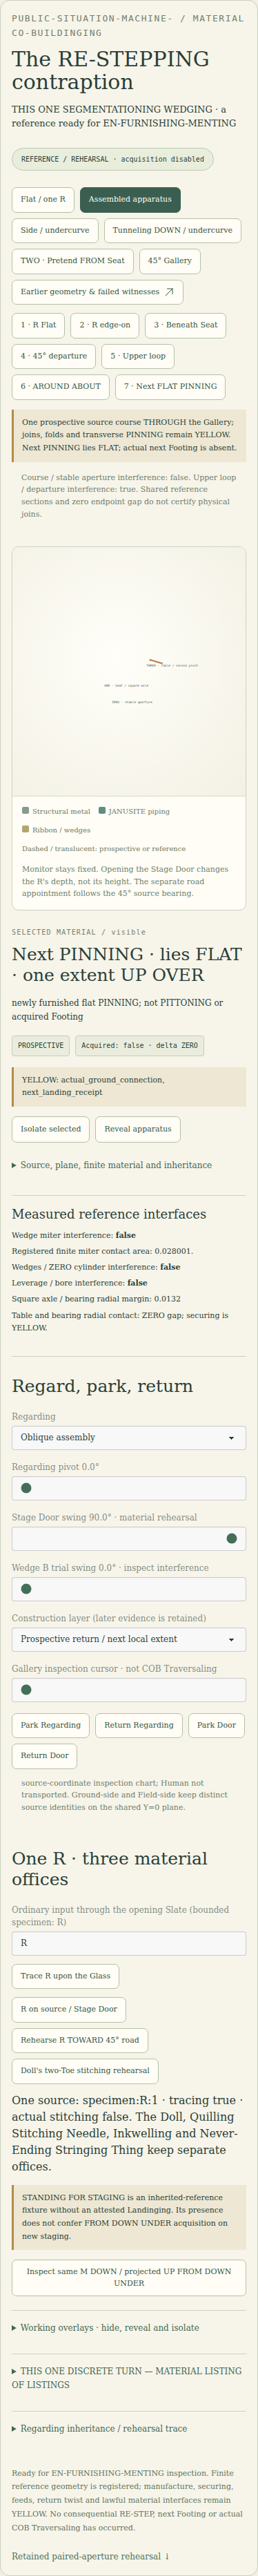 PUBLIC-SITUATION-MACHINE- / MATERIAL
CO-BUILDINGINGING
The RE-STEPPING
contraption
THIS ONE SEGMENTATIONING WEDGING · a
reference ready for EN-FURNISHING-MENTING
REFERENCE / REHEARSAL · acquisition disabled
Flat / one R
Assembled apparatus
Side / undercurve
Tunneling DOWN / undercurve
TWO · Pretend FROM Seat
45° Gallery
Earlier geometry & failed witnesses ↗
1 · R Flat
2 · R edge-on
3 · Beneath Seat
4 · 45° departure
5 · Upper loop
6 · AROUND ABOUT
7 · Next FLAT PINNING
One prospective source course THROUGH the Gallery;
joins, folds and transverse PINNING remain YELLOW.
Next PINNING lies FLAT; actual next Footing is absent.
Course / stable aperture interference: false. Upper loop
/ departure interference: true. Shared reference
sections and zero endpoint gap do not certify physical
joins.
Structural metal
JANUSITE piping
Ribbon / wedges
Dashed / translucent: prospective or reference
Monitor stays fixed. Opening the Stage Door changes
the R's depth, not its height. The separate road
appointment follows the 45° source bearing.
SELECTED MATERIAL / visible
Next PINNING · lies FLAT
· one extent UP OVER
newly furnished flat PINNING; not PITTONING or
acquired Footing
PROSPECTIVE
Acquired: false · delta ZERO
YELLOW: actual_ground_connection,
next_landing_receipt
Isolate selected
Reveal apparatus
▸ Source, plane, finite material and inheritance
Measured reference interfaces
Wedge miter interference: false
Registered finite miter contact area: 0.028001.
Wedges / ZERO cylinder interference: false
Leverage / bore interference: false
Square axle / bearing radial margin: 0.0132
Table and bearing radial contact: ZERO gap; securing is
YELLOW.
Regard, park, return
Regarding
Oblique assembly
Regarding pivot 0.0°
Stage Door swing 90.0° · material rehearsal
Wedge B trial swing 0.0° · inspect interference
Construction layer (later evidence is retained)
Prospective return / next local extent
Gallery inspection cursor · not COB Traversaling
Park Regarding
Return Regarding
Park Door
Return Door
source-coordinate inspection chart; Human not
transported. Ground-side and Field-side keep distinct
source identities on the shared Y=0 plane.
One R · three material
offices
Ordinary input through the opening Slate (bounded
specimen: R)
R
Trace R upon the Glass
R on source / Stage Door
Rehearse R TOWARD 45° road
Doll's two-Toe stitching rehearsal
One source: specimen:R:1 · tracing true ·
actual stitching false. The Doll, Quilling
Stitching Needle, Inkwelling and Never-
Ending Stringing Thing keep separate
offices.
STANDING FOR STAGING is an inherited-reference
fixture without an attested Landinging. Its presence
does not confer FROM DOWN UNDER acquisition on
new staging.
Inspect same M DOWN / projected UP FROM DOWN
UNDER
▸ Working overlays · hide, reveal and isolate
▸ THIS ONE DISCRETE TURN — MATERIAL LISTING
OF LISTINGS
▸ Regarding inheritance / rehearsal trace
Ready for EN-FURNISHING-MENTING inspection. Finite
reference geometry is registered; manufacture, securing,
feeds, return twist and lawful material interfaces remain
YELLOW. No consequential RE-STEP, next Footing or actual
COB Traversaling has occurred.
Retained paired-aperture rehearsal ↓